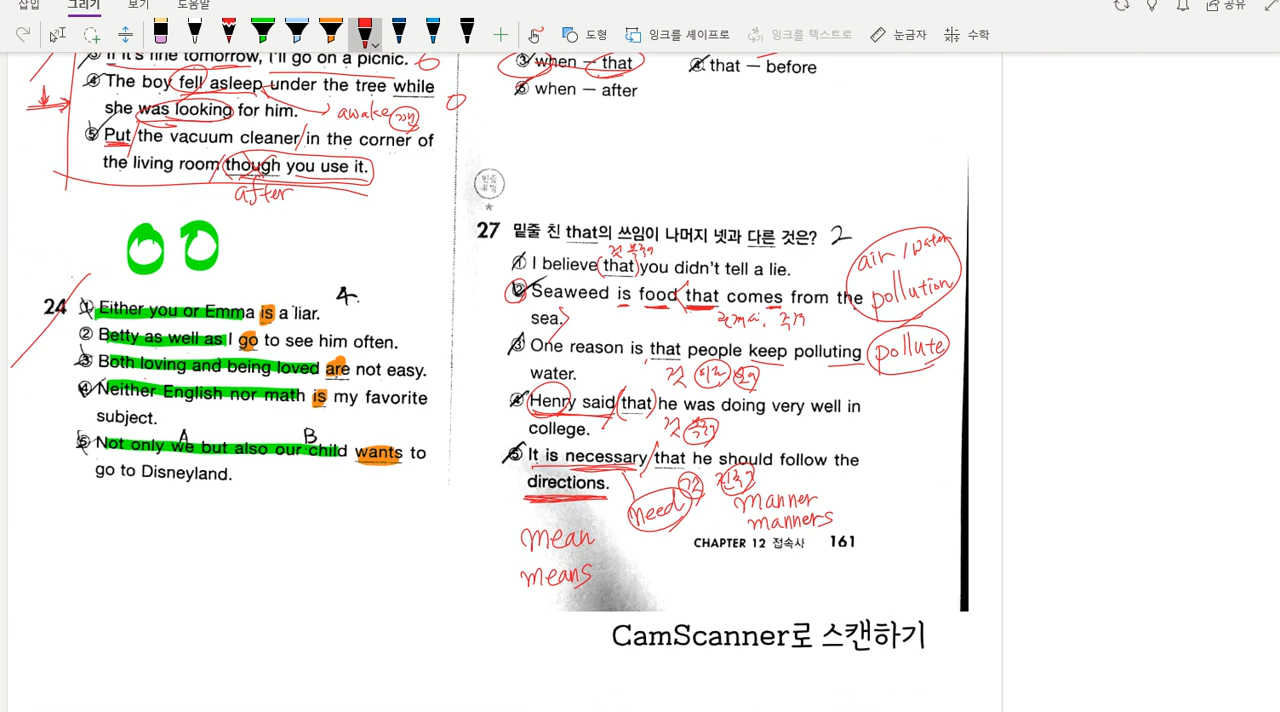 삽입 그리기 보기 도움말
공유
도형
잉크를 셰이프로
잉크를 텍스트로
눈금자
수학
③ If it's fine tomorrow, I'll go on a picnic.
④ The boy fell asleep under the tree while
she was looking for him.
awake
⑤ Put the vacuum cleaner in the corner of
the living room though you use it.
after
24 ① Either you or Emma is a liar.
4
② Betty as well as I go to see him often.
③ Both loving and being loved are not easy.
④ Neither English nor math is my favorite
subject.
A B
⑤ Not only we but also our child wants to
go to Disneyland.
③ when — that
④ that — before
⑤ when — after
27 밑줄 친 that의 쓰임이 나머지 넷과 다른 것은? 2
① I believe that you didn't tell a lie.
air / water
pollution
② Seaweed is food that comes from the
sea.
③ One reason is that people keep polluting
pollute
water.
것
④ Henry said that he was doing very well in
college.
것
⑤ It is necessary that he should follow the
directions.
need
manner
manners
mean
means
CHAPTER 12 접속사 161
CamScanner로 스캔하기